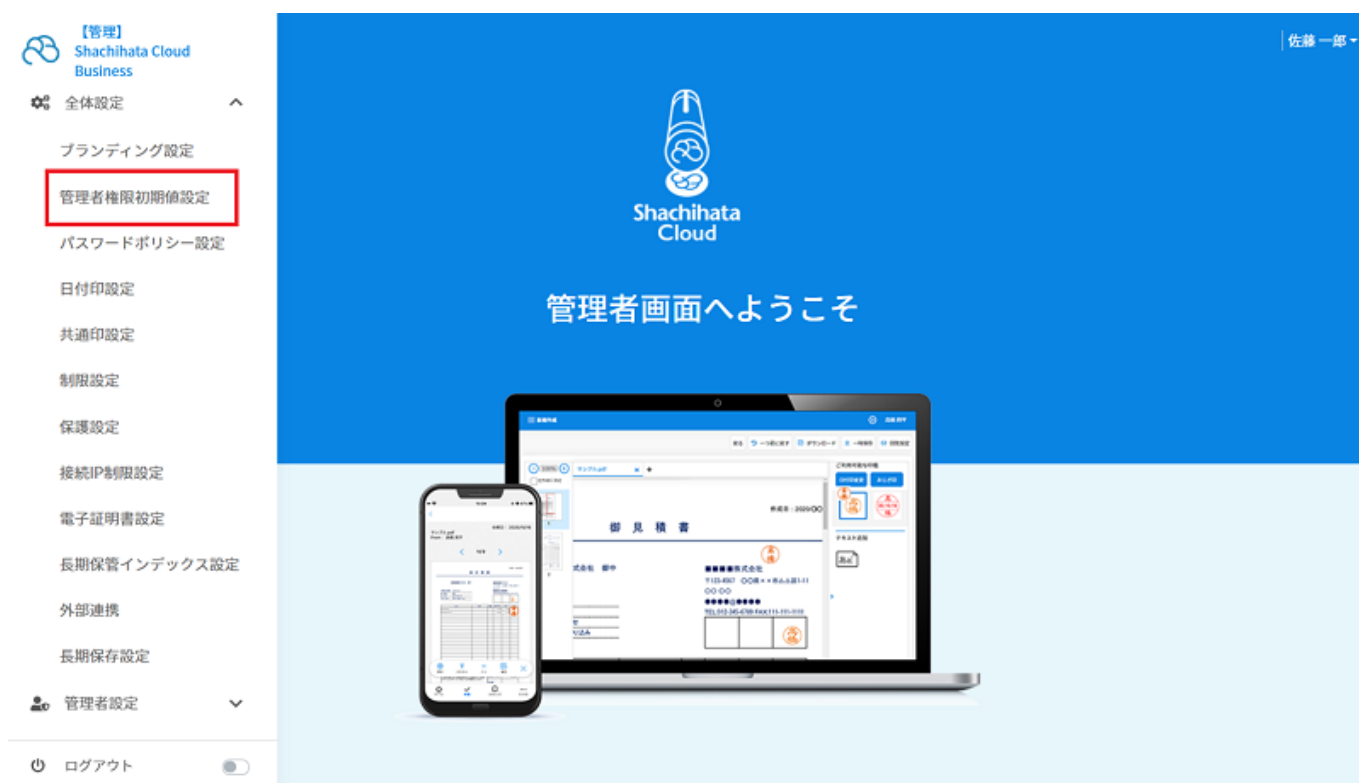 【管理】
Shachihata Cloud
Business
全体設定
ブランディング設定
管理者権限初期値設定
パスワードポリシー設定
日付印設定
共通印設定
制限設定
保護設定
接続IP制限設定
電子証明書設定
長期保管インデックス設定
外部連携
長期保存設定
管理者設定
ログアウト
佐藤 一郎
Shachihata
Cloud
管理者画面へようこそ
サンプル.pdf
御 見 積 書